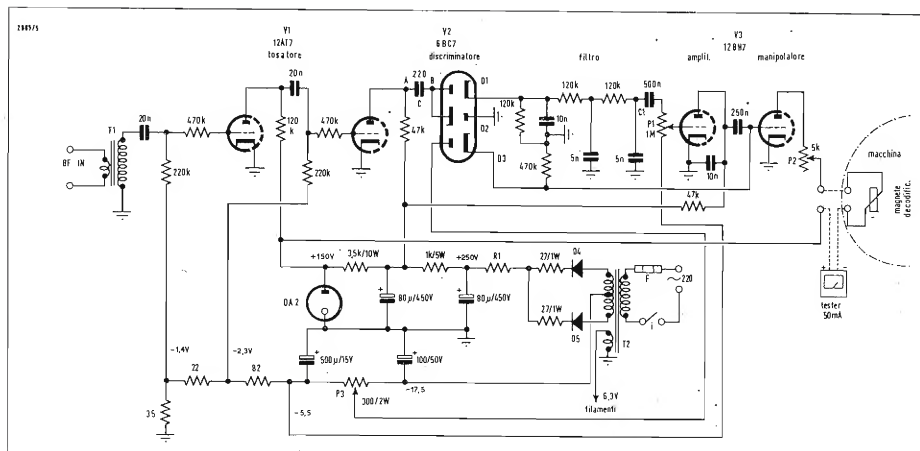 V1
12AT7
tosatore
V2
6BC7
discriminatore
filtro
V3
12BH7
ampli.
manipolalore
20n
20n
A
220
C
B
D1
D2
D3
120k
10n
470k
120k
120k
500n
P1
1M
250n
5k
P2
macchina
magnete
decodific.
T1
BF IN
470k
220k
120
k
470k
220k
47k
5n
5n
10n
47k
+150V
3,5k/10W
1k/5W
+250V
R1
27/1W
D4
F
~220
OA 2
80µ/450V
80µ/450V
27/1W
D5
i
T2
tester
50mA
-1,4V
-2,3V
500µ/15V
100/50V
22
82
P3
-17,5
300/2W
-5,5
6,3V
filamenti
35